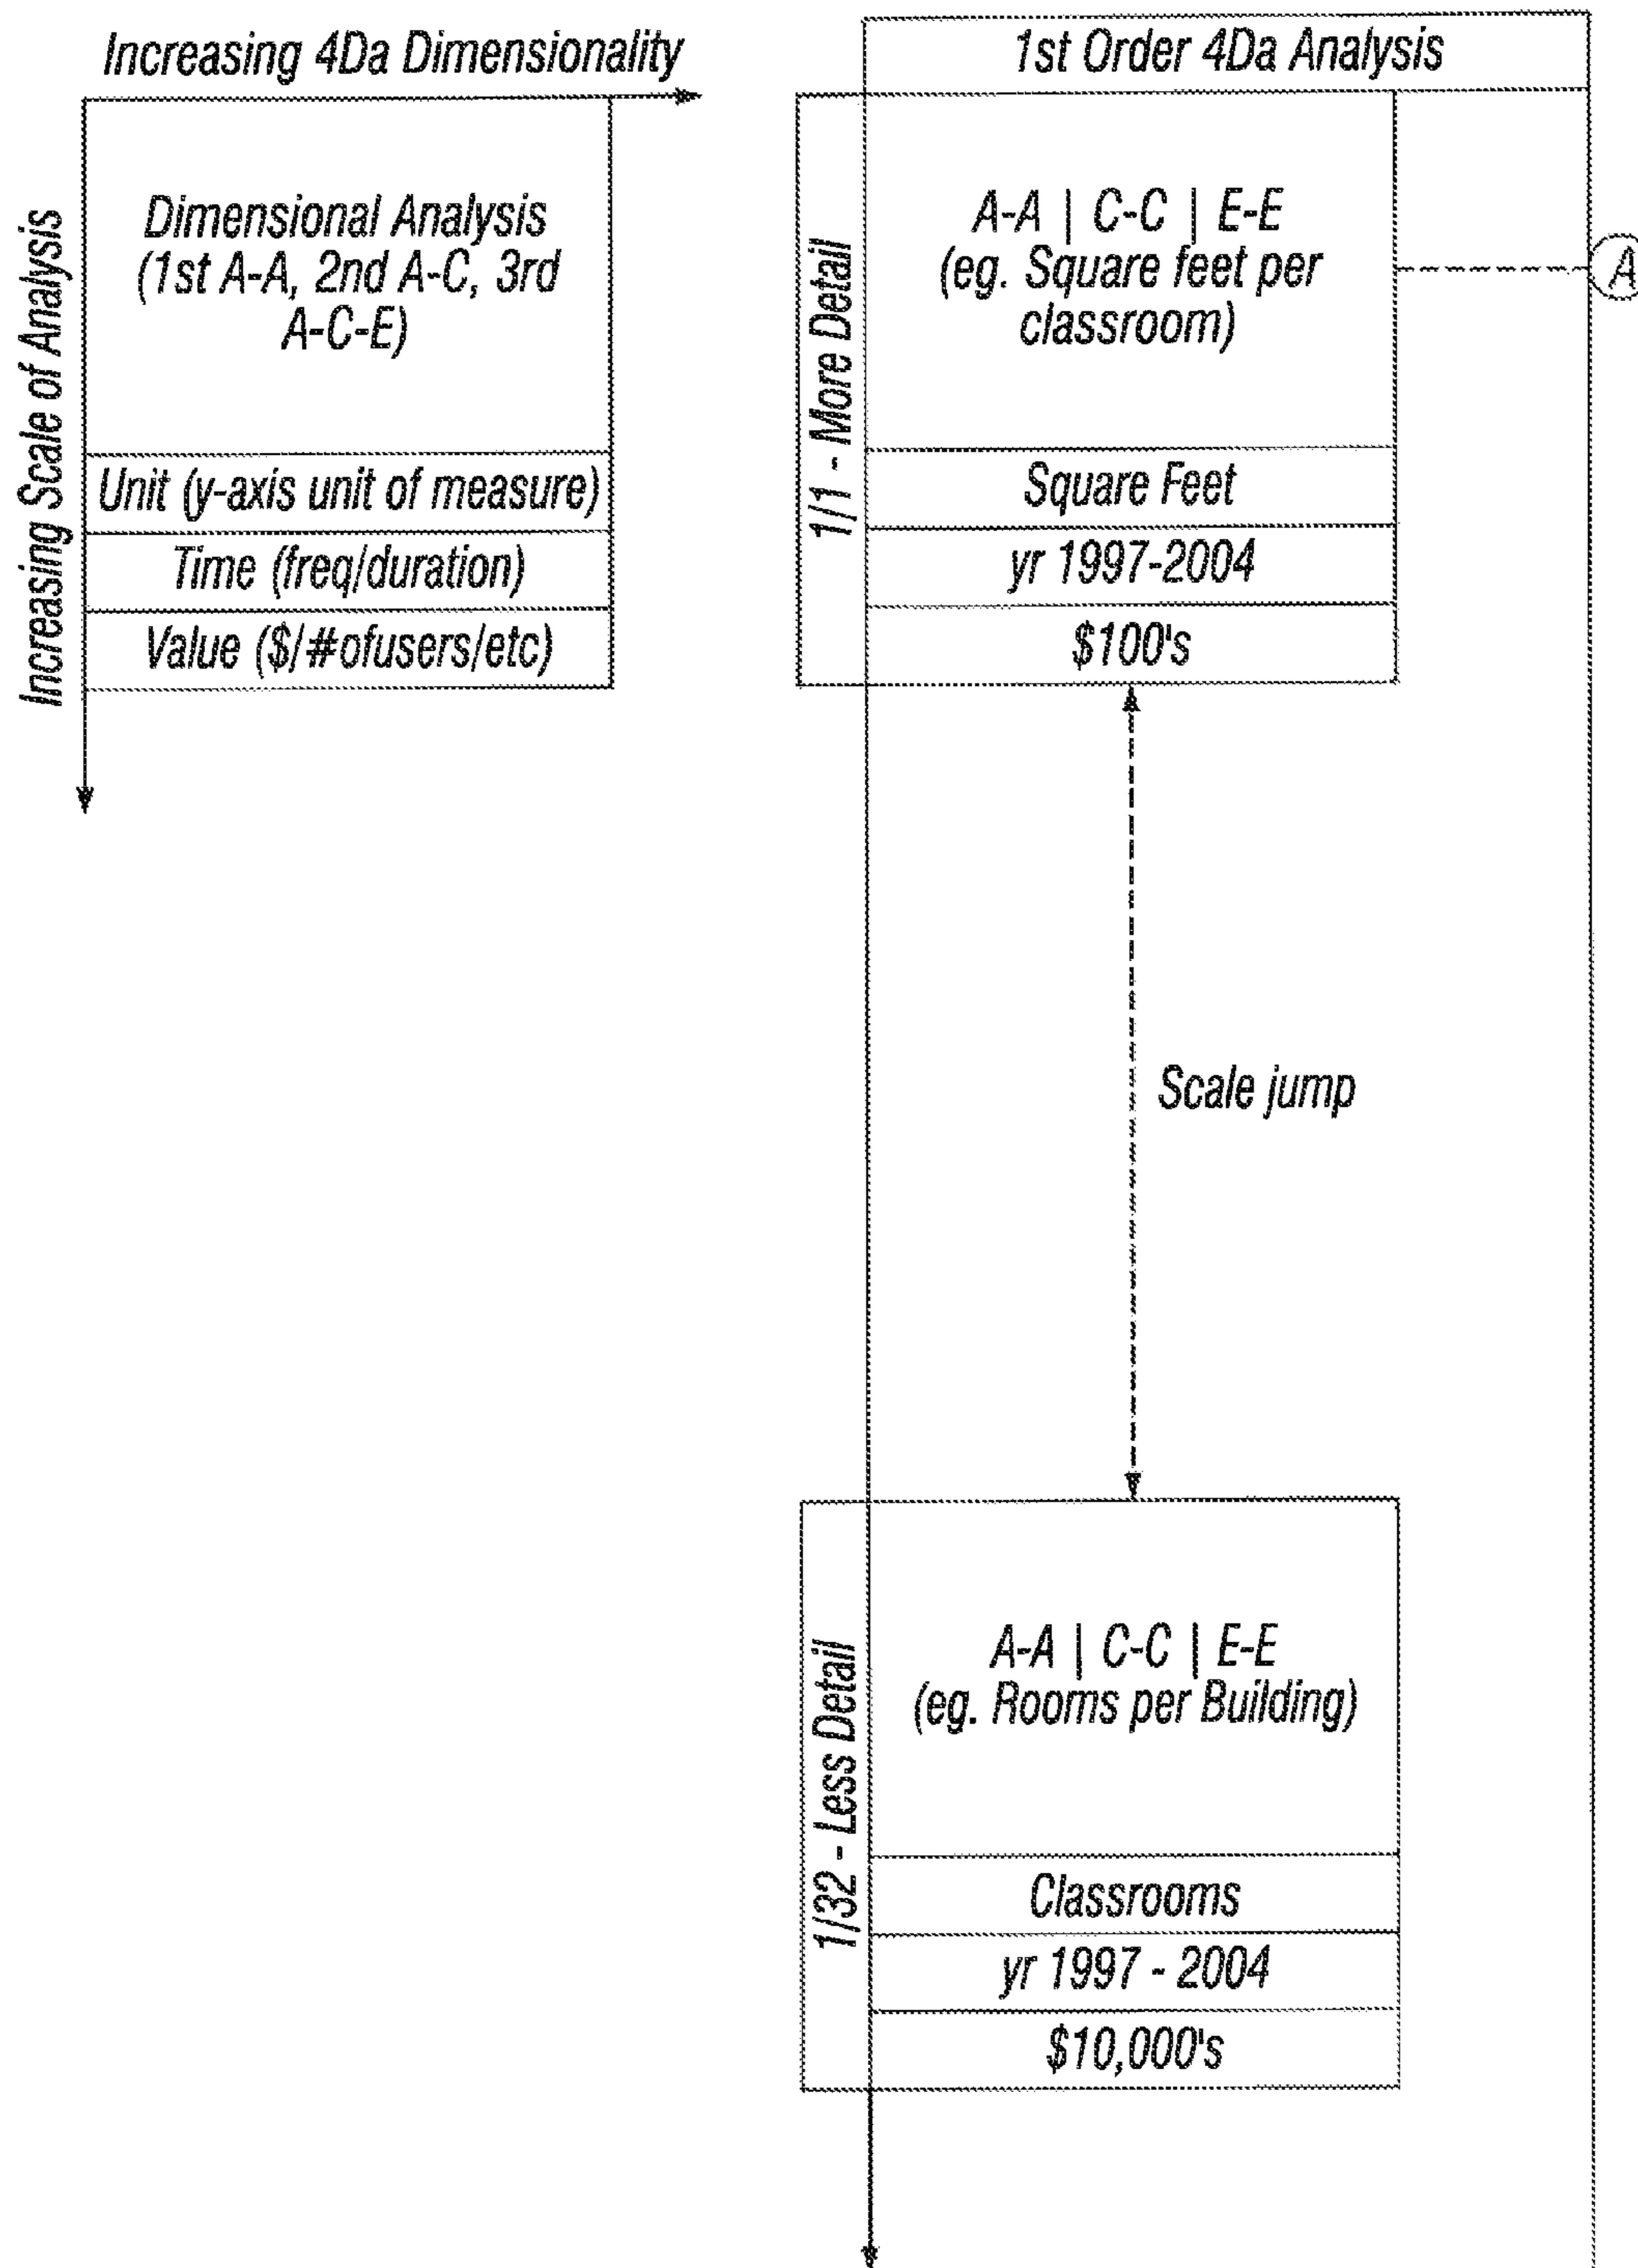 Increasing 4Da Dimensionality
Increasing Scale of Analysis
Dimensional Analysis
(1st A-A, 2nd A-C, 3rd
A-C-E)
Unit (y-axis unit of measure)
Time (freq/duration)
Value ($/#ofusers/etc)
1st Order 4Da Analysis
1/1 - More Detail
A-A | C-C | E-E
(eg. Square feet per
classroom)
A
Square Feet
yr 1997-2004
$100's
Scale jump
1/32 - Less Detail
A-A | C-C | E-E
(eg. Rooms per Building)
Classrooms
yr 1997 - 2004
$10,000's